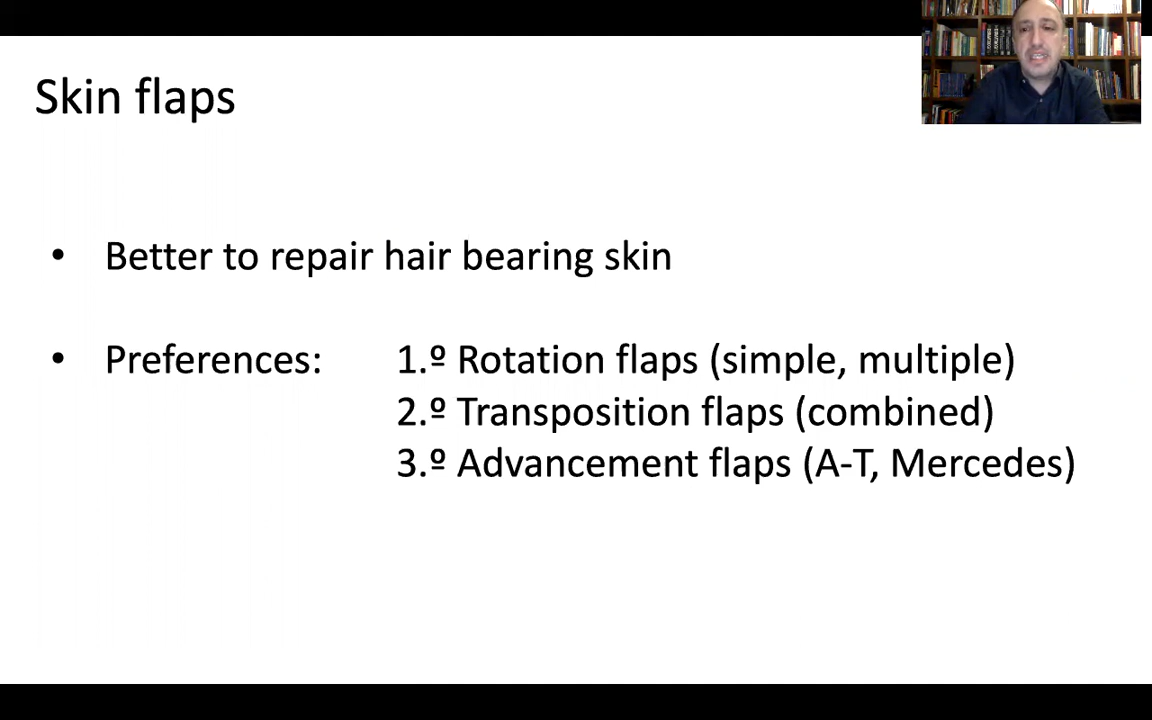 Skin flaps
• Better to repair hair bearing skin
• Preferences: 1.º Rotation flaps (simple, multiple)
2.º Transposition flaps (combined)
3.º Advancement flaps (A-T, Mercedes)